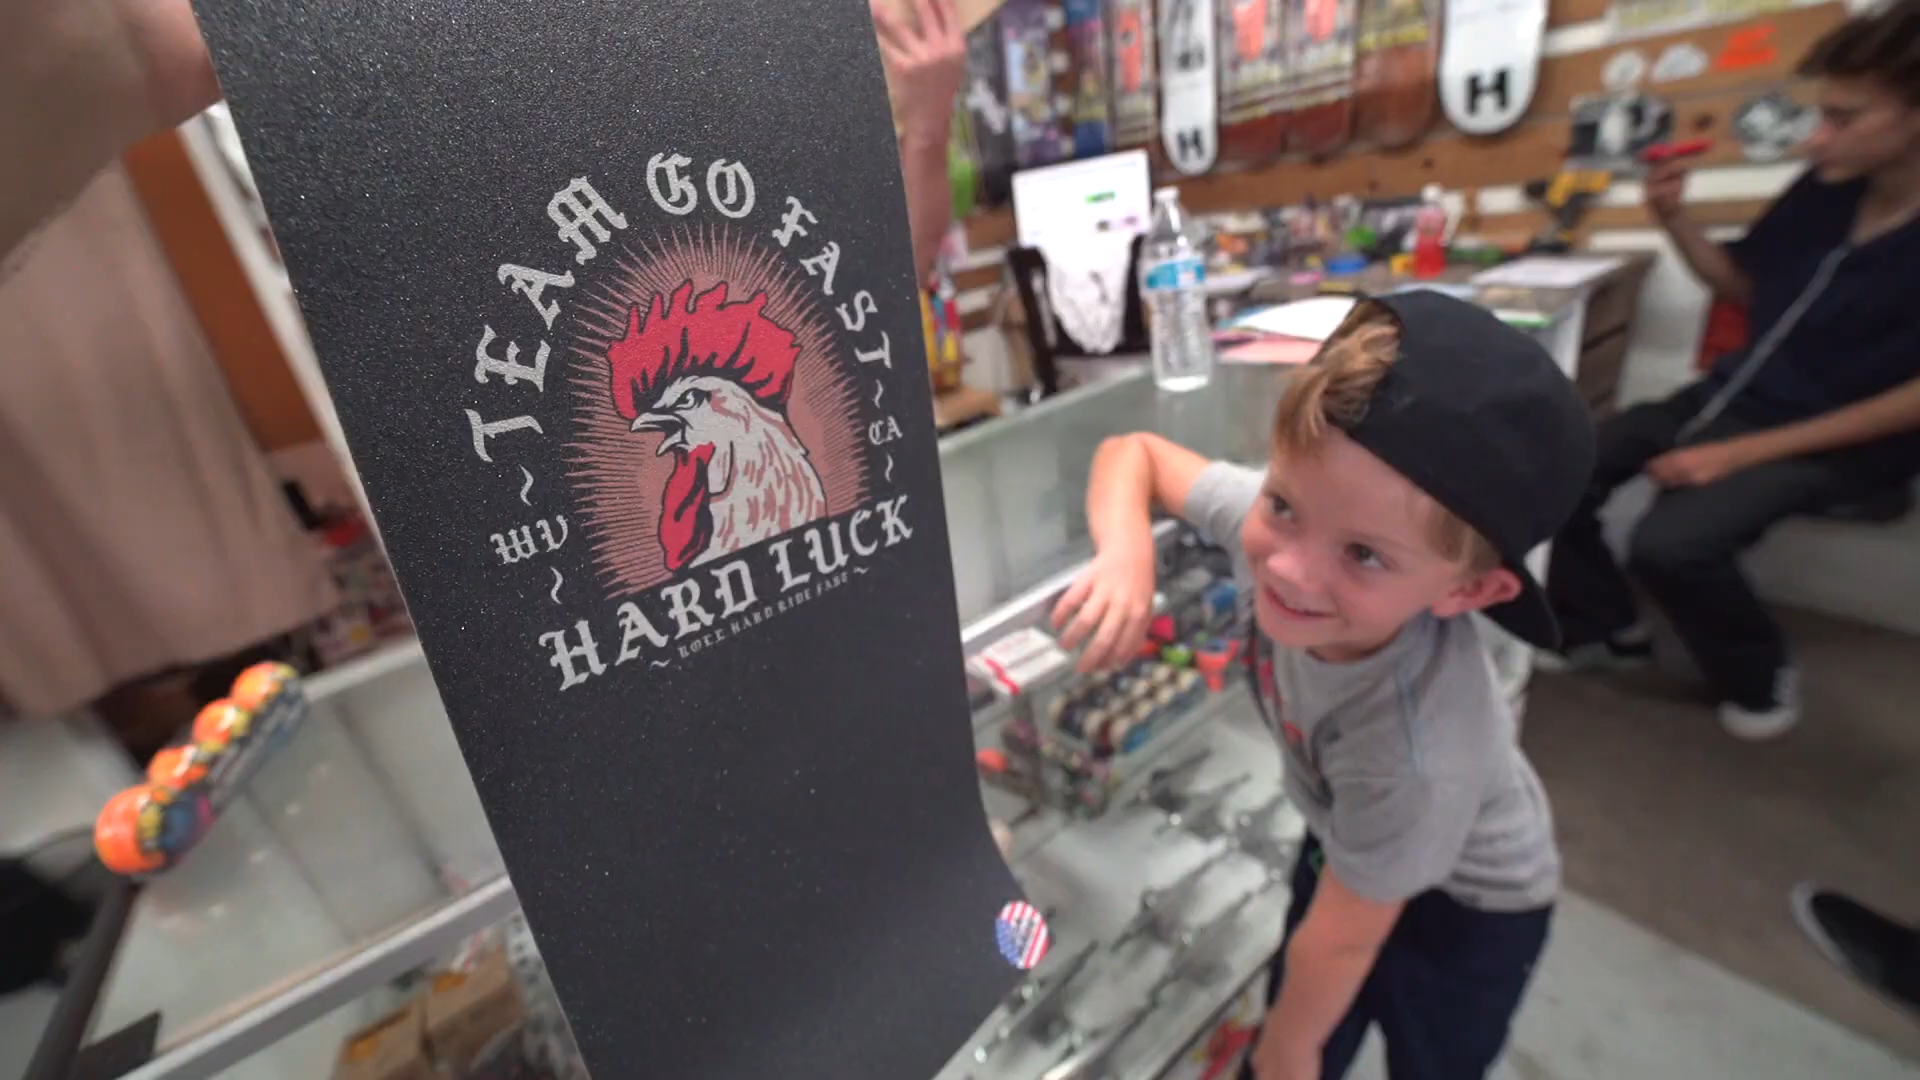 TEAM GO FAST ~ CA ~
~ WV ~
HARD LUCK
~ ROLL HARD RIDE FAST ~
H
H